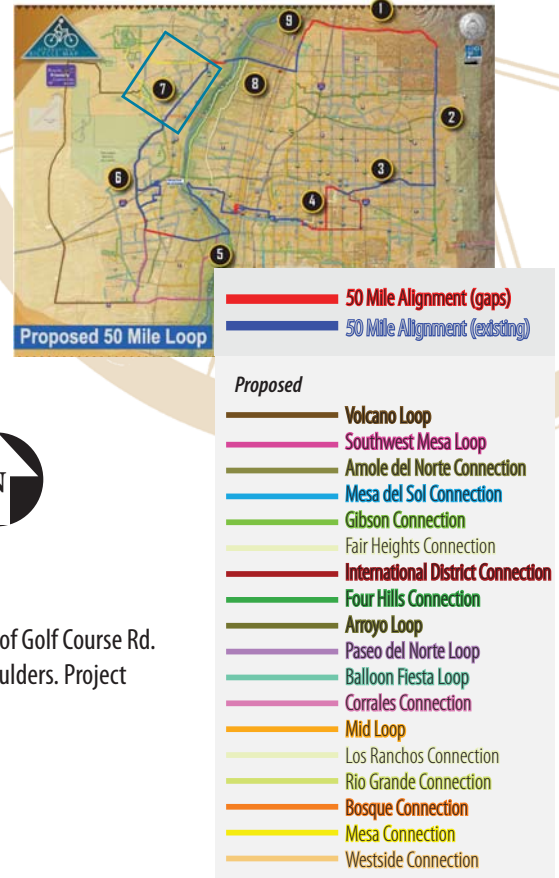 9
1
7
8
2
3
6
4
5
Proposed 50 Mile Loop
50 Mile Alignment (gaps)
50 Mile Alignment (existing)
Proposed
Volcano Loop
Southwest Mesa Loop
Amole del Norte Connection
Mesa del Sol Connection
Gibson Connection
Fair Heights Connection
International District Connection
Four Hills Connection
Arroyo Loop
Paseo del Norte Loop
Balloon Fiesta Loop
Corrales Connection
Mid Loop
Los Ranchos Connection
Rio Grande Connection
Bosque Connection
Mesa Connection
Westside Connection
N
of Golf Course Rd.
ulders. Project